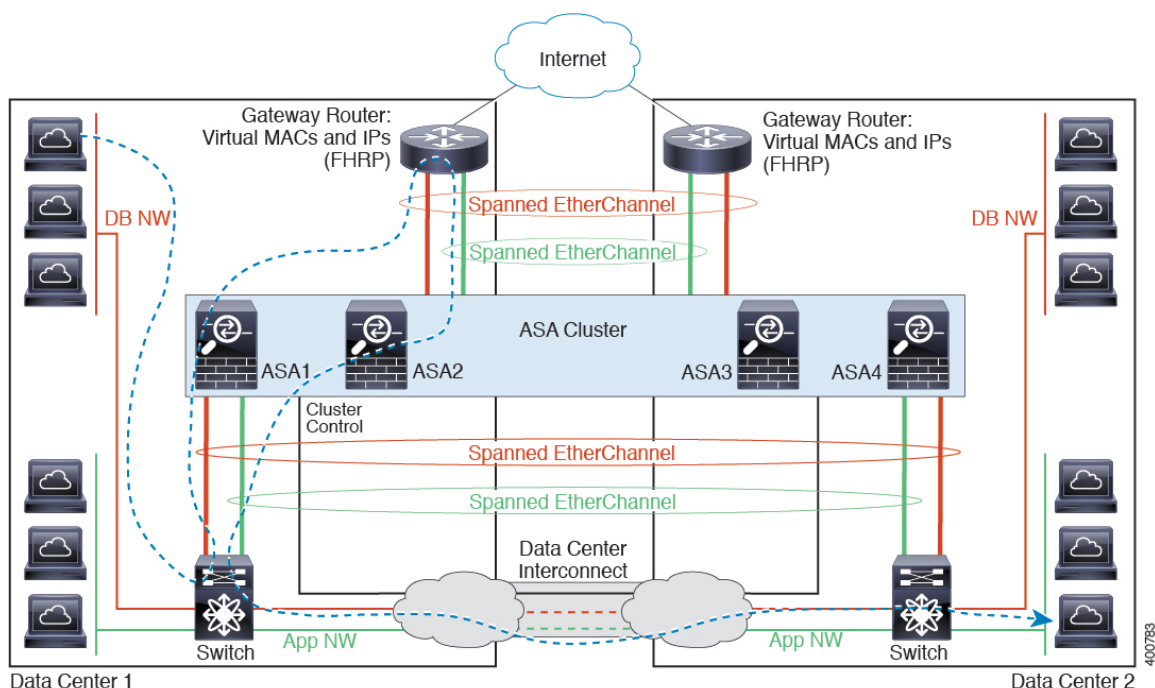 Internet
Gateway Router:
Virtual MACs and IPs
(FHRP)
Gateway Router:
Virtual MACs and IPs
(FHRP)
DB NW
Spanned EtherChannel
DB NW
Spanned EtherChannel
ASA Cluster
ASA1
ASA2
ASA3
ASA4
Cluster
Control
Spanned EtherChannel
Spanned EtherChannel
Data Center
Interconnect
App NW
App NW
Switch
Switch
400783
Data Center 1
Data Center 2